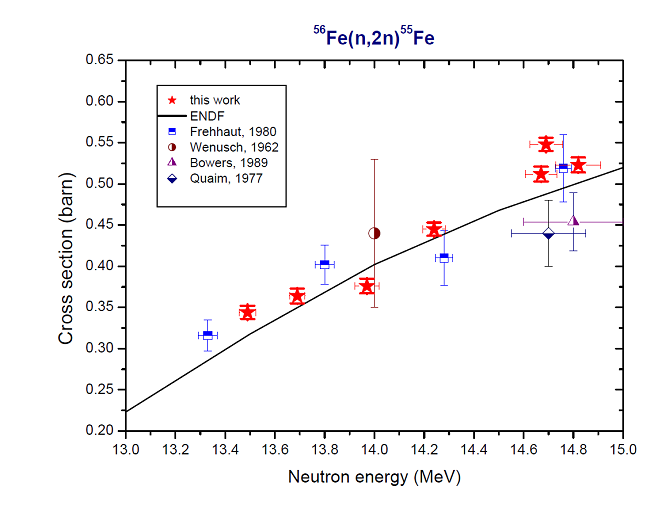 ⁵⁶Fe(n,2n)⁵⁵Fe
this work
ENDF
Frehhaut, 1980
Wenusch, 1962
Bowers, 1989
Quaim, 1977
Cross section (barn)
0.65
0.60
0.55
0.50
0.45
0.40
0.35
0.30
0.25
0.20
13.0 13.2 13.4 13.6 13.8 14.0 14.2 14.4 14.6 14.8 15.0
Neutron energy (MeV)